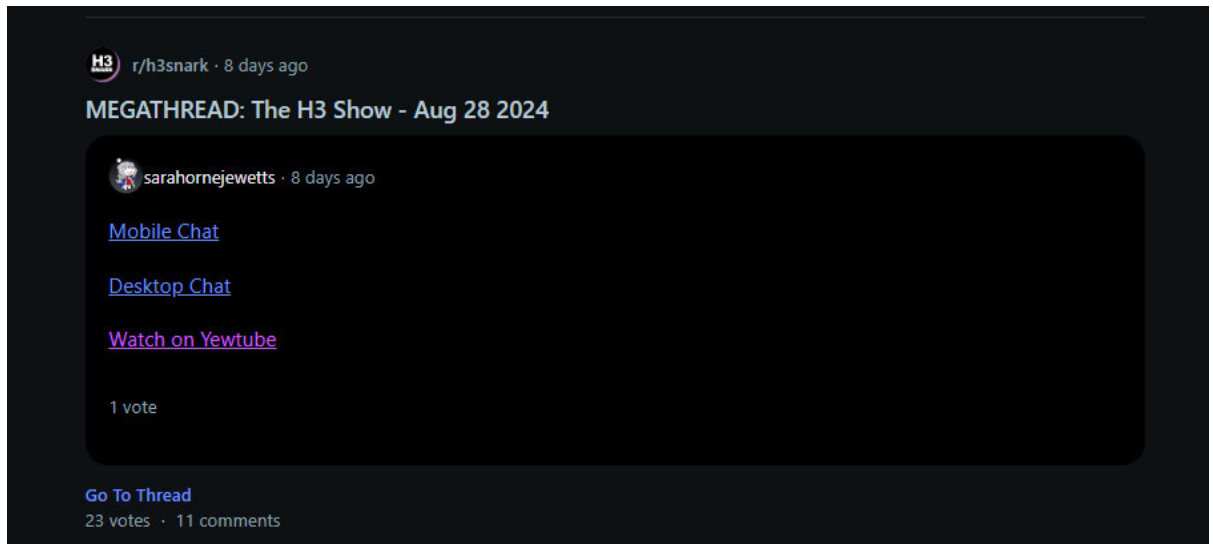 H3
SNARK
r/h3snark · 8 days ago
MEGATHREAD: The H3 Show - Aug 28 2024
sarahornejewetts · 8 days ago
Mobile Chat
Desktop Chat
Watch on Yewtube
1 vote
Go To Thread
23 votes · 11 comments